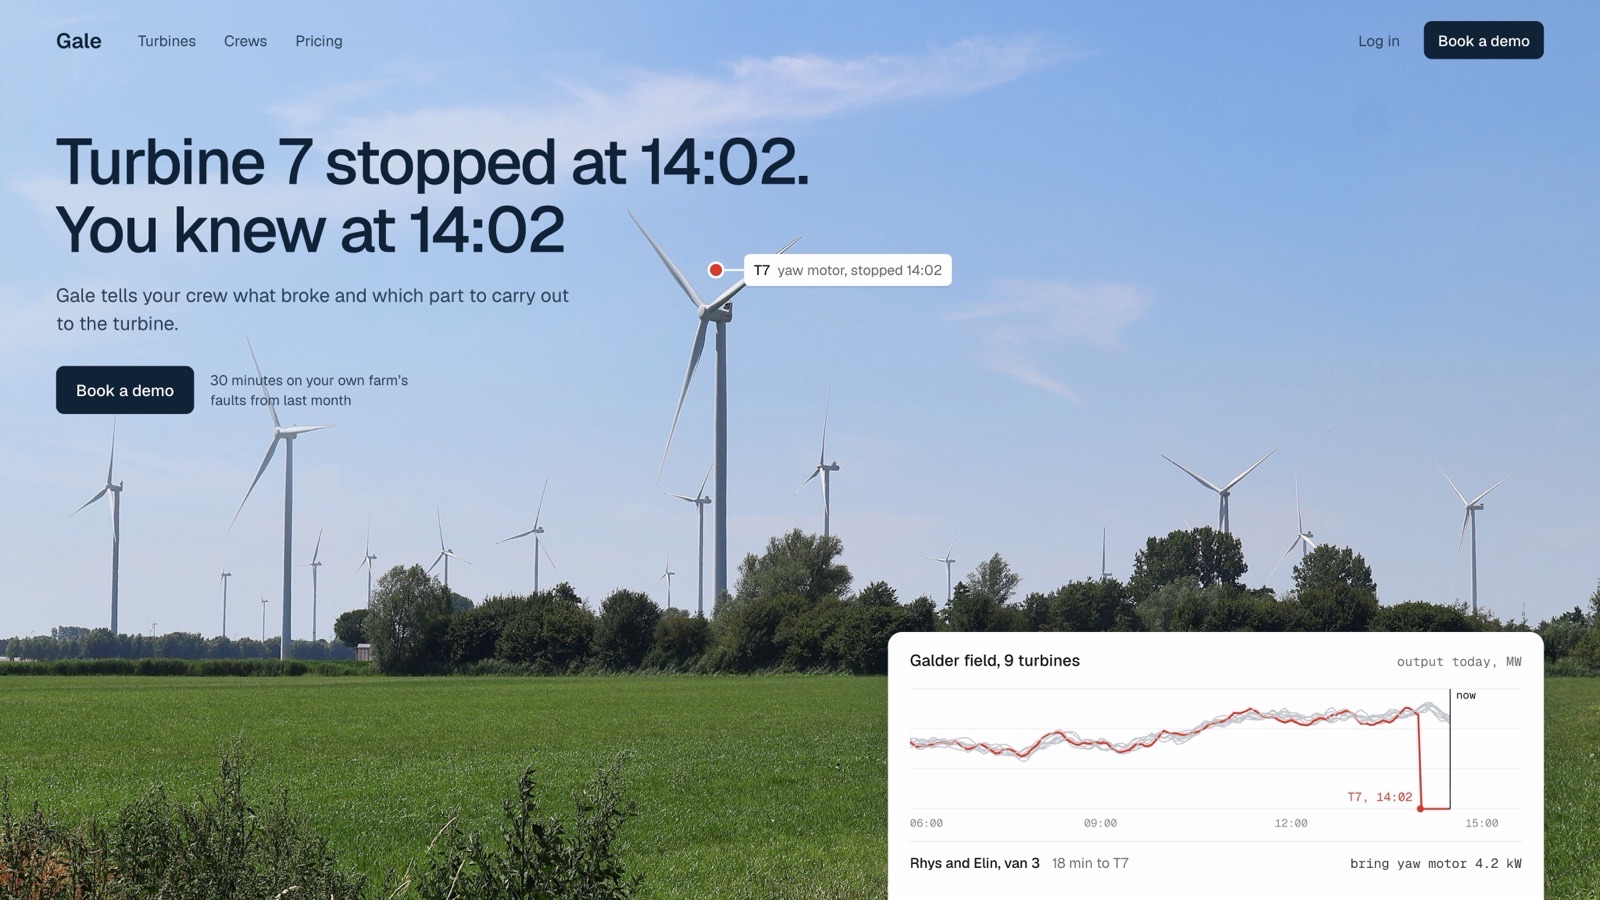 Gale
Turbines
Crews
Pricing
Log in
Book a demo
Turbine 7 stopped at 14:02.
You knew at 14:02
Gale tells your crew what broke and which part to carry out
to the turbine.
Book a demo
30 minutes on your own farm's
faults from last month
T7 yaw motor, stopped 14:02
Galder field, 9 turbines
output today, MW
now
T7, 14:02
06:00
09:00
12:00
15:00
Rhys and Elin, van 3
18 min to T7
bring yaw motor 4.2 kW